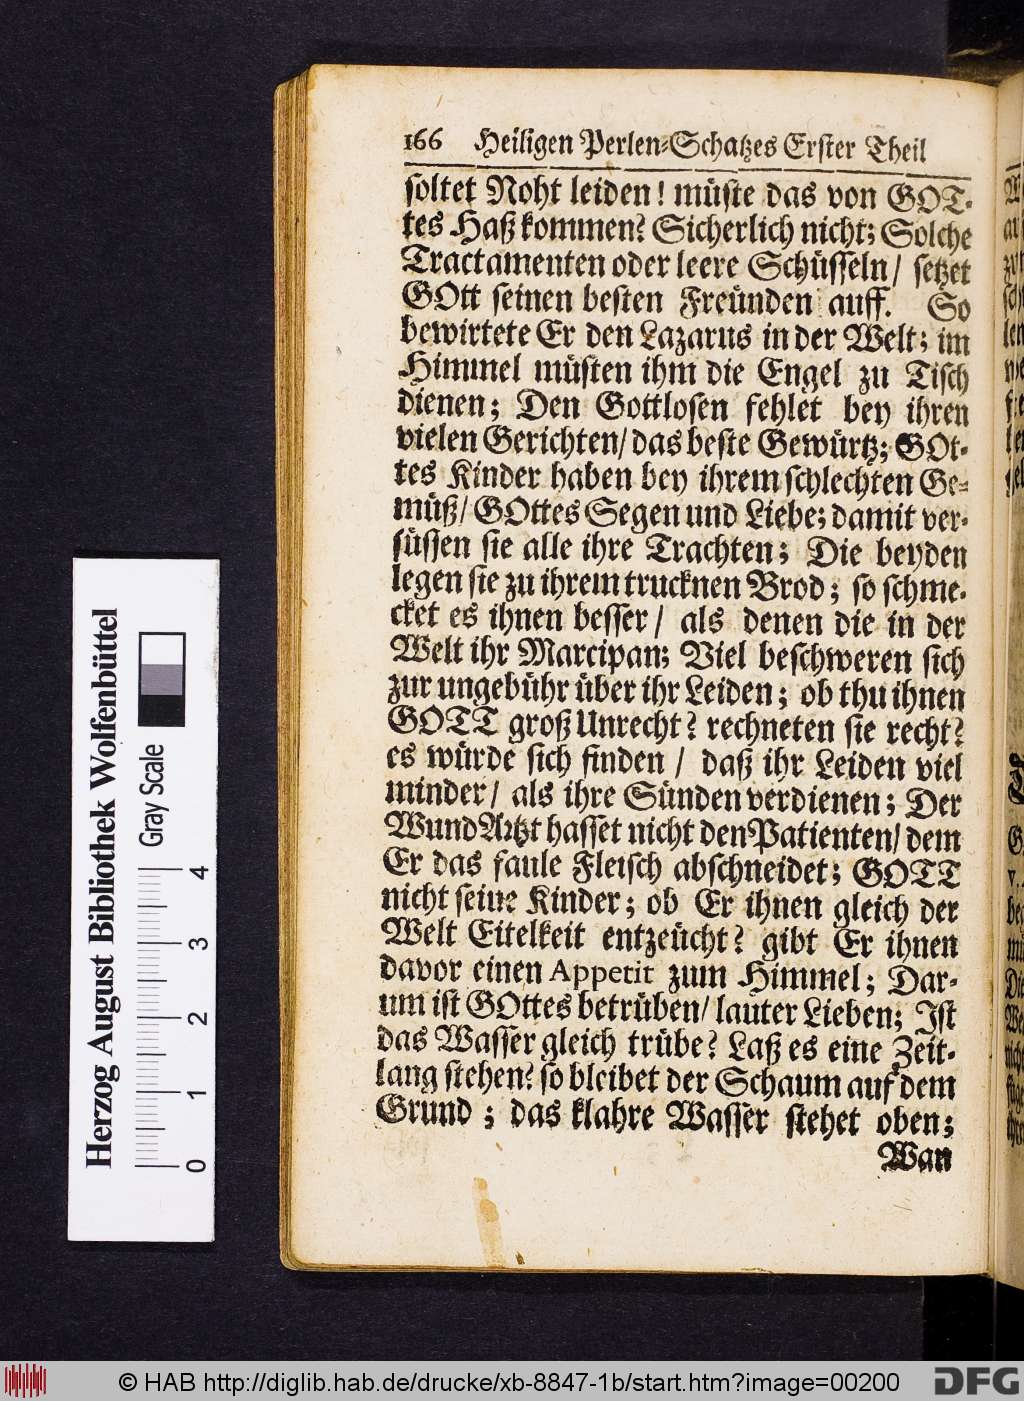 166 Heiligen Perlen-Schatzes Erster Theil
soltet Noht leiden! müste das von GOT-
tes Haß kommen? Sicherlich nicht; Solche
Tractamenten oder leere Schüsseln/ setzet
GOtt seinen besten Freunden auff. So
bewirtete Er den Lazarus in der Welt; im
Himmel müsten ihm die Engel zu Tisch
dienen; Den Gottlosen fehlet bey ihren
vielen Gerichten/ das beste Gewürtz; GOt-
tes Kinder haben bey ihrem schlechten Ge-
müß/ GOttes Segen und Liebe; damit ver-
süssen sie alle ihre Trachten; Die beyden
legen sie zu ihrem trucknen Brod; so schme-
cket es ihnen besser/ als denen die in der
Welt ihr Marcipan; Viel beschweren sich
zur ungebühr über ihr Leiden; ob thu ihnen
GOTT groß Unrecht? rechneten sie recht?
es würde sich finden/ daß ihr Leiden viel
minder/ als ihre Sünden verdienen; Der
WundArtzt hasset nicht den Patienten/ dem
Er das faule Fleisch abschneidet; GOTT
nicht seine Kinder; ob Er ihnen gleich der
Welt Eitelkeit entzeücht? gibt Er ihnen
davor einen Appetit zum Himmel; Dar-
um ist GOttes betrüben/ lauter Lieben; Ist
das Wasser gleich trübe? Laß es eine Zeit-
lang stehen? so bleibet der Schaum auf dem
Grund; das klahre Wasser stehet oben;
Wan
Herzog August Bibliothek Wolfenbüttel
Gray Scale
0 1 2 3 4
© HAB http://diglib.hab.de/drucke/xb-8847-1b/start.htm?image=00200
DFG